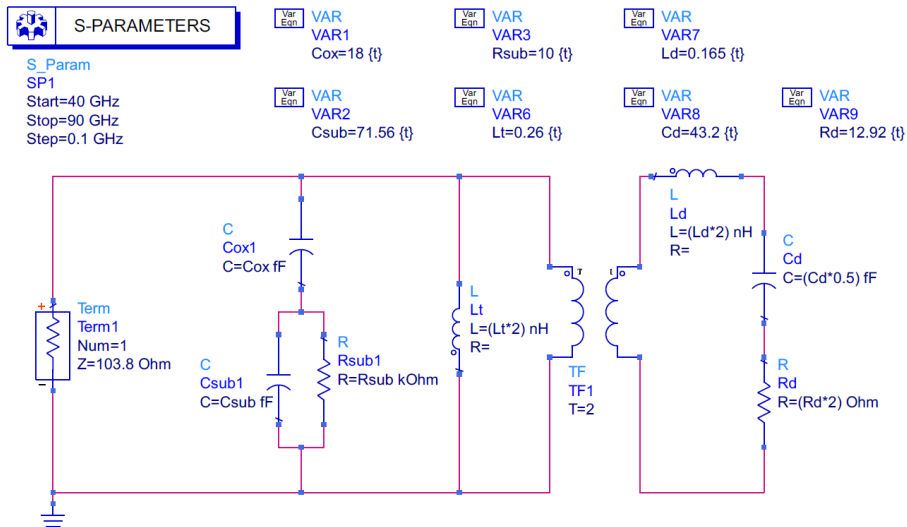 S-PARAMETERS
S_Param
SP1
Start=40 GHz
Stop=90 GHz
Step=0.1 GHz
Var
Eqn
VAR
VAR1
Cox=18 {t}
Var
Eqn
VAR
VAR3
Rsub=10 {t}
Var
Eqn
VAR
VAR7
Ld=0.165 {t}
Var
Eqn
VAR
VAR2
Csub=71.56 {t}
Var
Eqn
VAR
VAR6
Lt=0.26 {t}
Var
Eqn
VAR
VAR8
Cd=43.2 {t}
Var
Eqn
VAR
VAR9
Rd=12.92 {t}
+
Term
Term1
Num=1
Z=103.8 Ohm
-
C
Cox1
C=Cox fF
C
Csub1
C=Csub fF
R
Rsub1
R=Rsub kOhm
L
Lt
L=(Lt*2) nH
R=
T
1
TF
TF1
T=2
L
Ld
L=(Ld*2) nH
R=
C
Cd
C=(Cd*0.5) fF
R
Rd
R=(Rd*2) Ohm